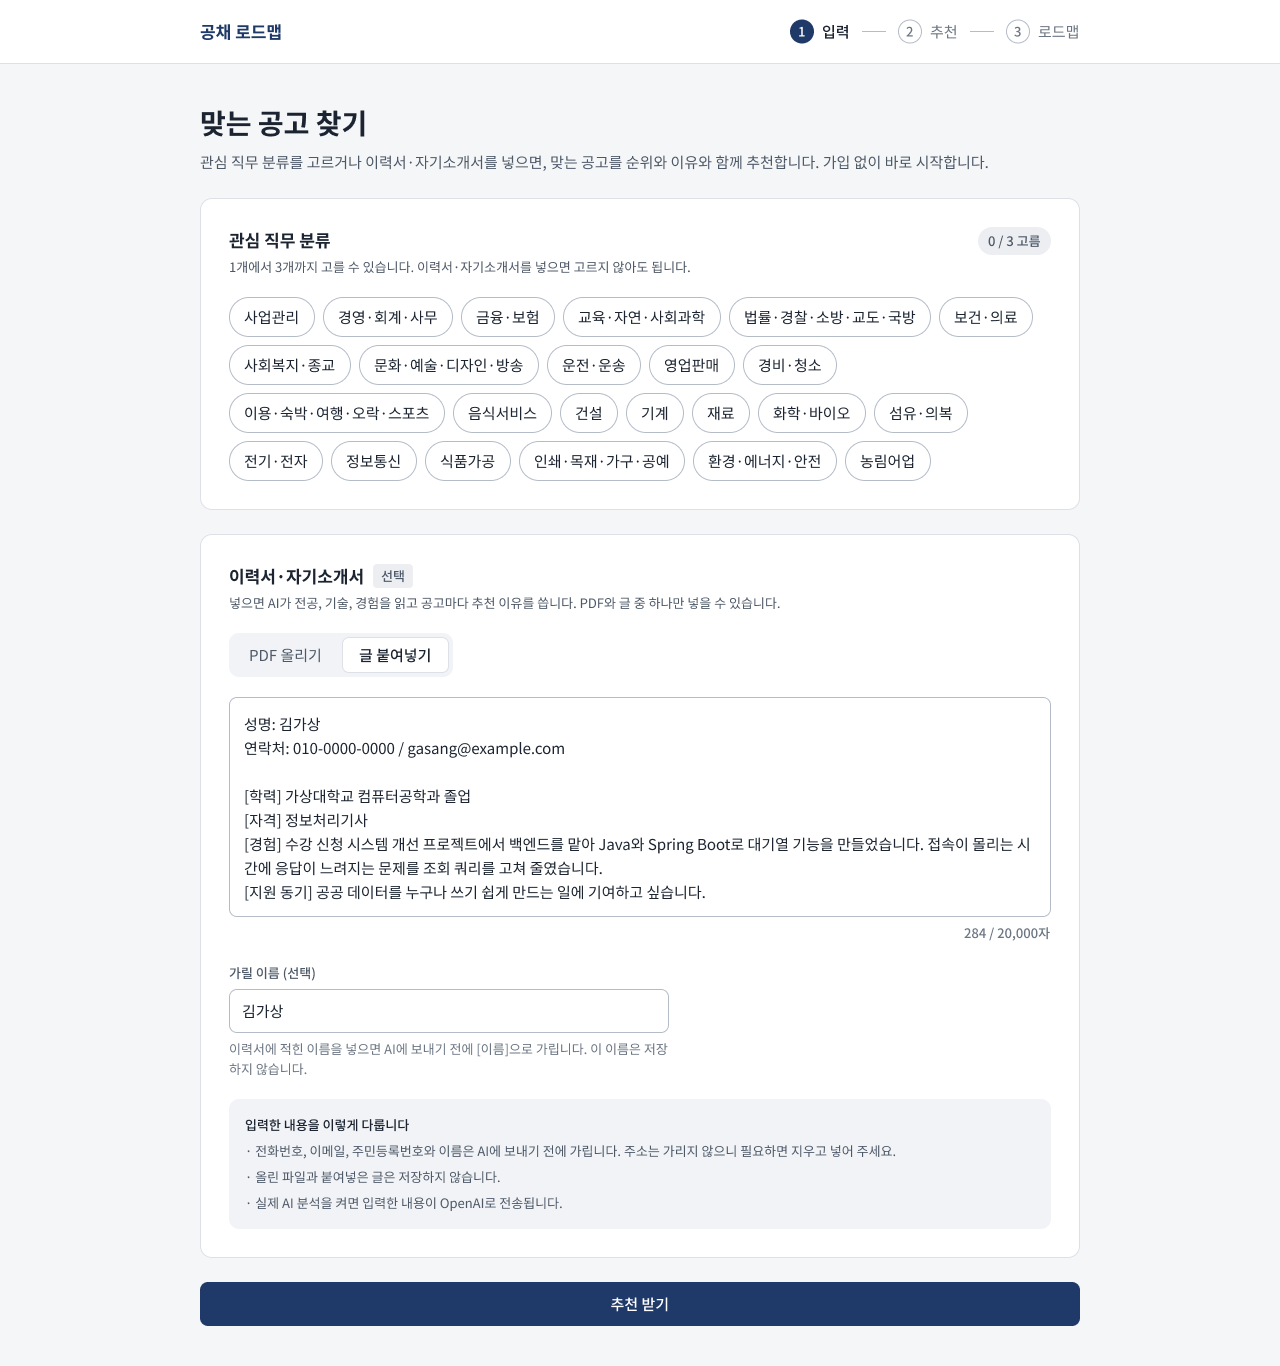 공채 로드맵
1 입력
2 추천
3 로드맵
맞는 공고 찾기
관심 직무 분류를 고르거나 이력서·자기소개서를 넣으면, 맞는 공고를 순위와 이유와 함께 추천합니다. 가입 없이 바로 시작합니다.
관심 직무 분류
0 / 3 고름
1개에서 3개까지 고를 수 있습니다. 이력서·자기소개서를 넣으면 고르지 않아도 됩니다.
사업관리 경영·회계·사무 금융·보험 교육·자연·사회과학 법률·경찰·소방·교도·국방 보건·의료
사회복지·종교 문화·예술·디자인·방송 운전·운송 영업판매 경비·청소
이용·숙박·여행·오락·스포츠 음식서비스 건설 기계 재료 화학·바이오 섬유·의복
전기·전자 정보통신 식품가공 인쇄·목재·가구·공예 환경·에너지·안전 농림어업
이력서·자기소개서 선택
넣으면 AI가 전공, 기술, 경험을 읽고 공고마다 추천 이유를 씁니다. PDF와 글 중 하나만 넣을 수 있습니다.
PDF 올리기 글 붙여넣기
성명: 김가상
연락처: 010-0000-0000 / gasang@example.com
[학력] 가상대학교 컴퓨터공학과 졸업
[자격] 정보처리기사
[경험] 수강 신청 시스템 개선 프로젝트에서 백엔드를 맡아 Java와 Spring Boot로 대기열 기능을 만들었습니다. 접속이 몰리는 시
간에 응답이 느려지는 문제를 조회 쿼리를 고쳐 줄였습니다.
[지원 동기] 공공 데이터를 누구나 쓰기 쉽게 만드는 일에 기여하고 싶습니다.
284 / 20,000자
가릴 이름 (선택)
김가상
이력서에 적힌 이름을 넣으면 AI에 보내기 전에 [이름]으로 가립니다. 이 이름은 저장
하지 않습니다.
입력한 내용을 이렇게 다룹니다
· 전화번호, 이메일, 주민등록번호와 이름은 AI에 보내기 전에 가립니다. 주소는 가리지 않으니 필요하면 지우고 넣어 주세요.
· 올린 파일과 붙여넣은 글은 저장하지 않습니다.
· 실제 AI 분석을 켜면 입력한 내용이 OpenAI로 전송됩니다.
추천 받기